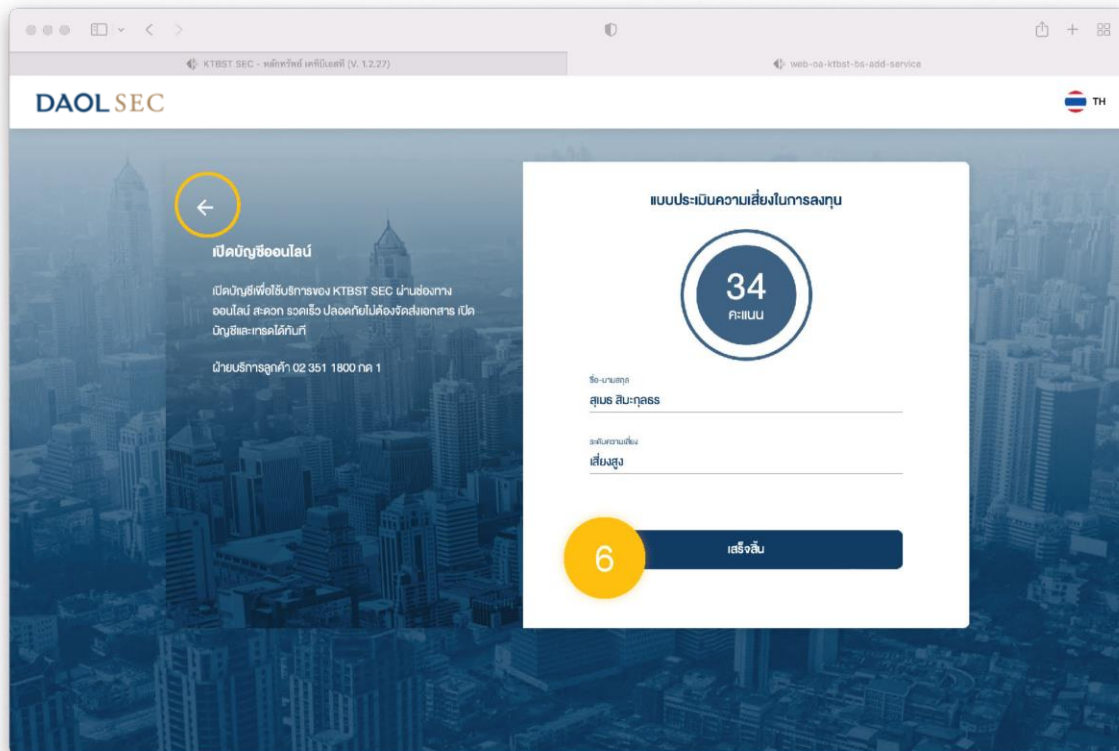 KTBST SEC - หลักทรัพย์ เคทีบีเอสที (V. 1.2.27)
web-oa-ktbst-bs-add-service
DAOL SEC
TH
เปิดบัญชีออนไลน์
เปิดบัญชีเพื่อใช้บริการของ KTBST SEC ผ่านช่องทาง
ออนไลน์ สะดวก รวดเร็ว ปลอดภัยไม่ต้องจัดส่งเอกสาร เปิด
บัญชีและเทรดได้ทันที
ฝ่ายบริการลูกค้า 02 351 1800 กด 1
แบบประเมินความเสี่ยงในการลงทุน
34
คะแนน
ชื่อ-นามสกุล
สุเมธ สิมะกุลธร
ระดับความเสี่ยง
เสี่ยงสูง
6
เสร็จสิ้น